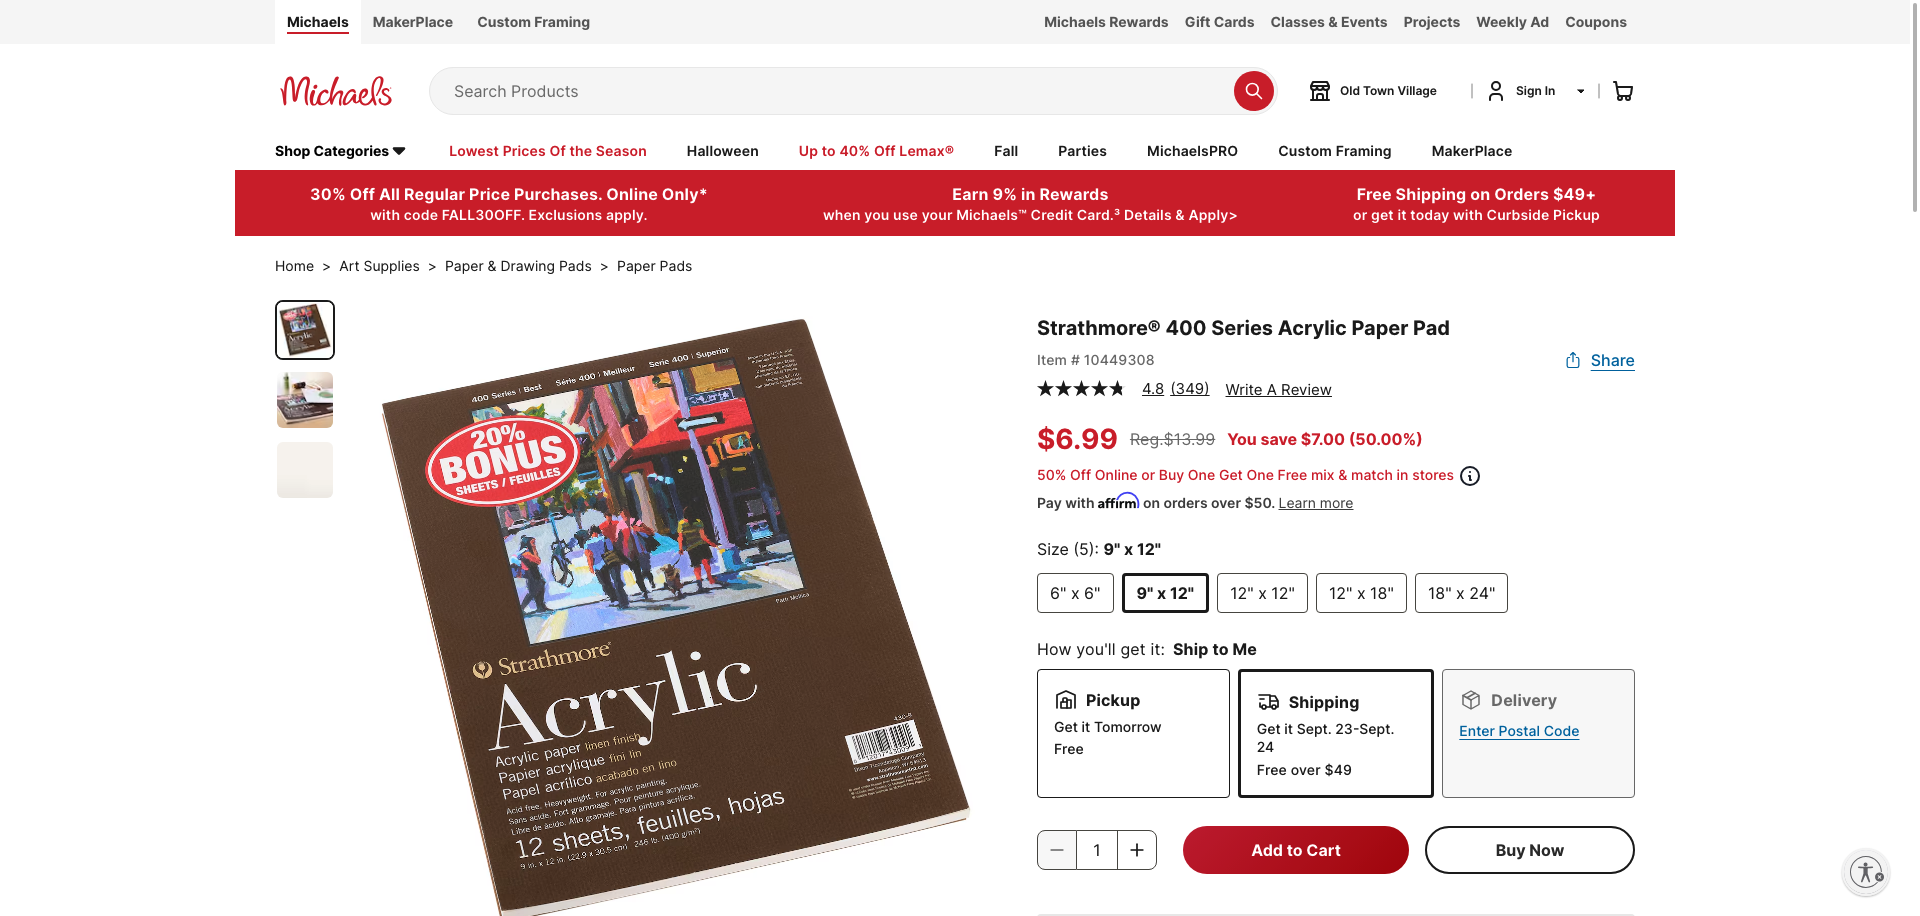 Michaels
MakerPlace
Custom Framing
Michaels Rewards
Gift Cards
Classes & Events
Projects
Weekly Ad
Coupons
Michaels
Search Products
Old Town Village
Sign In
Shop Categories
Lowest Prices Of the Season
Halloween
Up to 40% Off Lemax®
Fall
Parties
MichaelsPRO
Custom Framing
MakerPlace
30% Off All Regular Price Purchases. Online Only*
with code FALL30OFF. Exclusions apply.
Earn 9% in Rewards
when you use your Michaels™ Credit Card.³ Details & Apply>
Free Shipping on Orders $49+
or get it today with Curbside Pickup
Home > Art Supplies > Paper & Drawing Pads > Paper Pads
400 Series | Best Série 400 | Meilleur Serie 400 | Superior
20%
BONUS
SHEETS / FEUILLES
Strathmore®
Acrylic
Acrylic paper linen finish
Papier acrylique fini lin
Papel acrílico acabado en lino
Acid free. Heavyweight. For acrylic painting.
Sans acide. Fort grammage. Pour peinture acrylique.
Libre de ácido. Alto gramaje. Para pintura acrílica.
12 sheets, feuilles, hojas
9 in. x 12 in. (22.9 x 30.5 cm) 246 lb. (400 g/m²)
Strathmore® 400 Series Acrylic Paper Pad
Item # 10449308
Share
4.8 (349) Write A Review
$6.99 Reg.$13.99 You save $7.00 (50.00%)
50% Off Online or Buy One Get One Free mix & match in stores
Pay with affirm on orders over $50. Learn more
Size (5): 9" x 12"
6" x 6"
9" x 12"
12" x 12"
12" x 18"
18" x 24"
How you'll get it: Ship to Me
Pickup
Get it Tomorrow
Free
Shipping
Get it Sept. 23-Sept.
24
Free over $49
Delivery
Enter Postal Code
1
Add to Cart
Buy Now